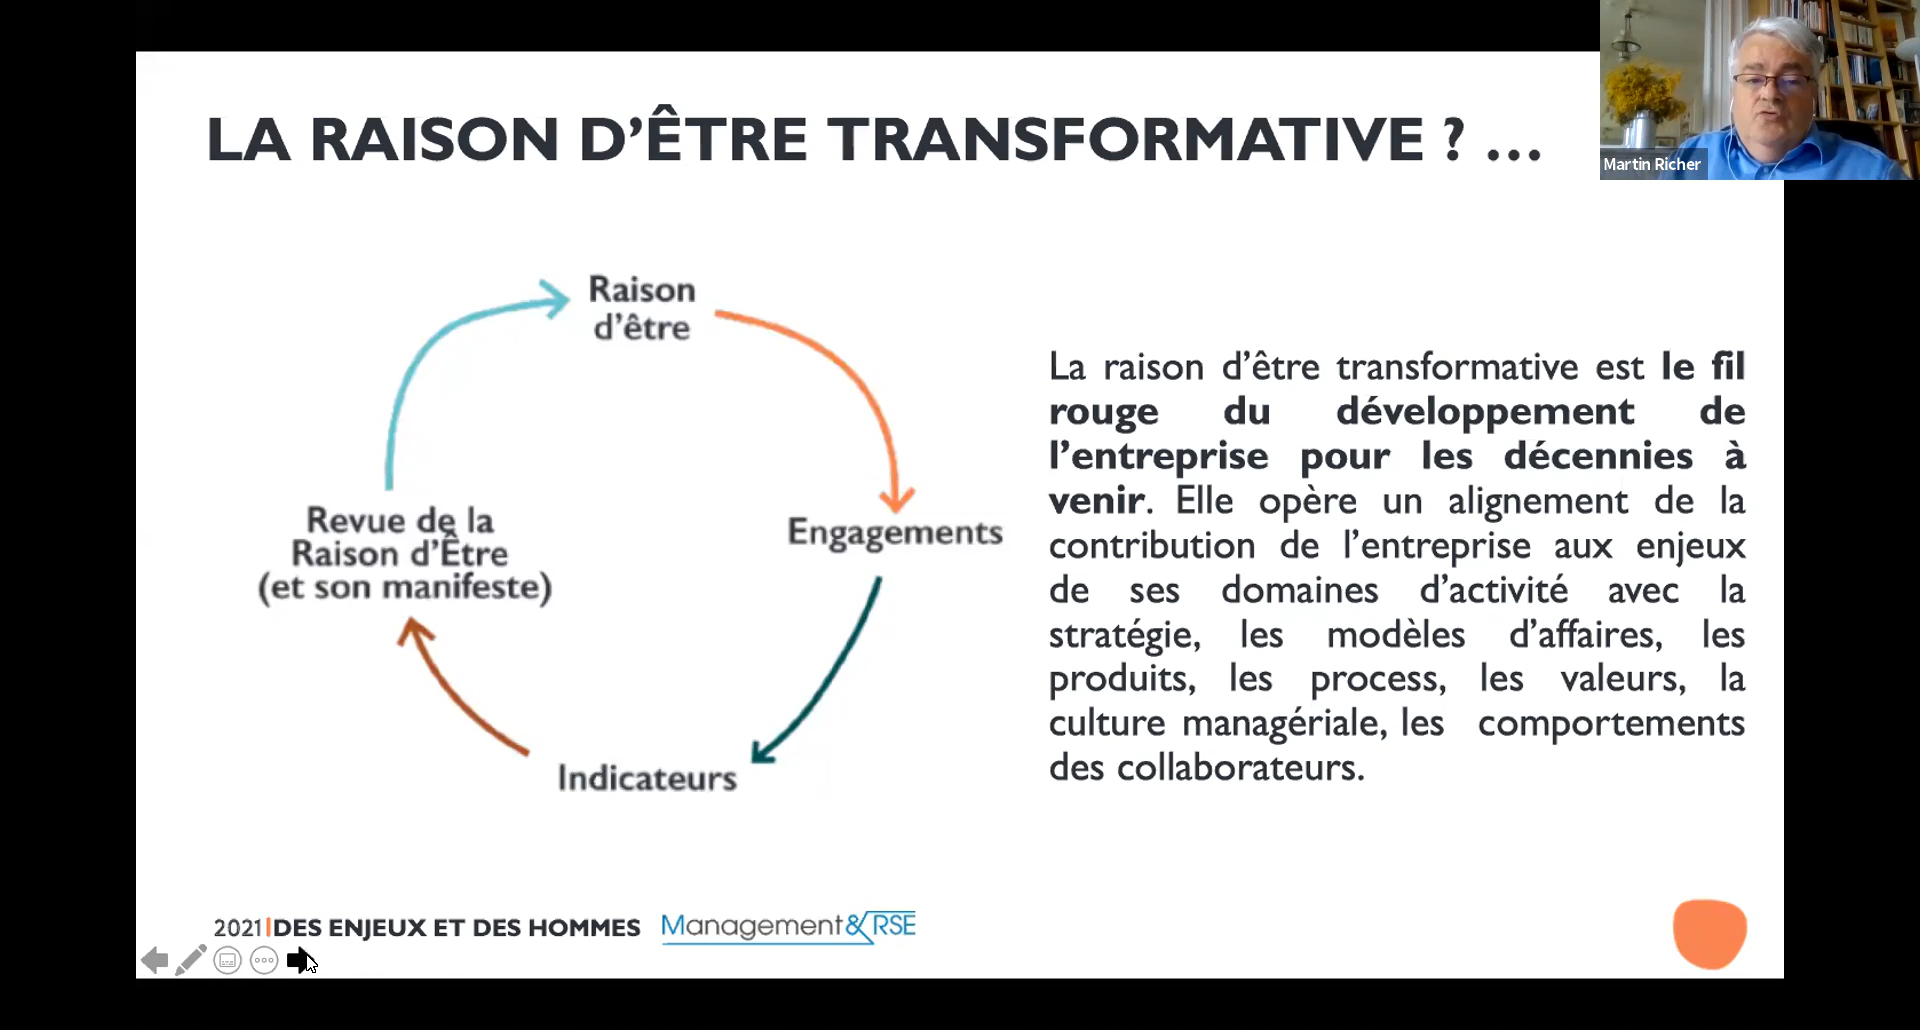 LA RAISON D’ÊTRE TRANSFORMATIVE ? ...
Martin Richer
Raison
d’être
Engagements
Indicateurs
Revue de la
Raison d’Être
(et son manifeste)
La raison d’être transformative est le fil
rouge du développement de
l’entreprise pour les décennies à
venir. Elle opère un alignement de la
contribution de l’entreprise aux enjeux
de ses domaines d’activité avec la
stratégie, les modèles d’affaires, les
produits, les process, les valeurs, la
culture managériale, les comportements
des collaborateurs.
2021|DES ENJEUX ET DES HOMMES
Management&RSE